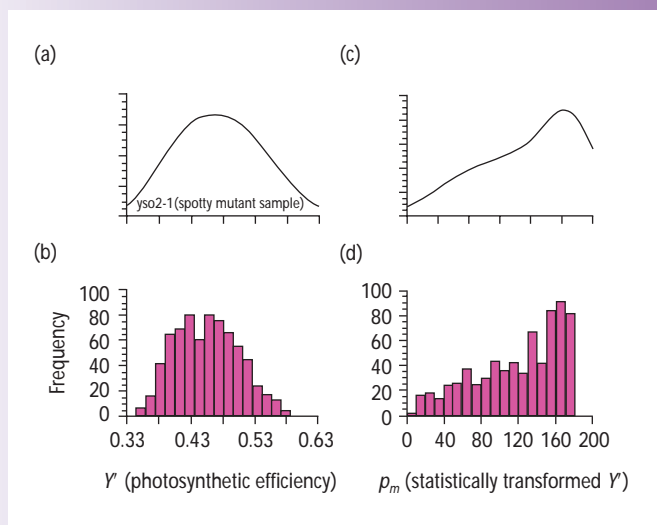 (a)
(c)
yso2-1(spotty mutant sample)
(b)
(d)
Frequency
100
80
60
40
20
0
0.33 0.43 0.53 0.63
Y' (photosynthetic efficiency)
100
80
60
40
20
0
0 40 80 120 160 200
pm (statistically transformed Y')